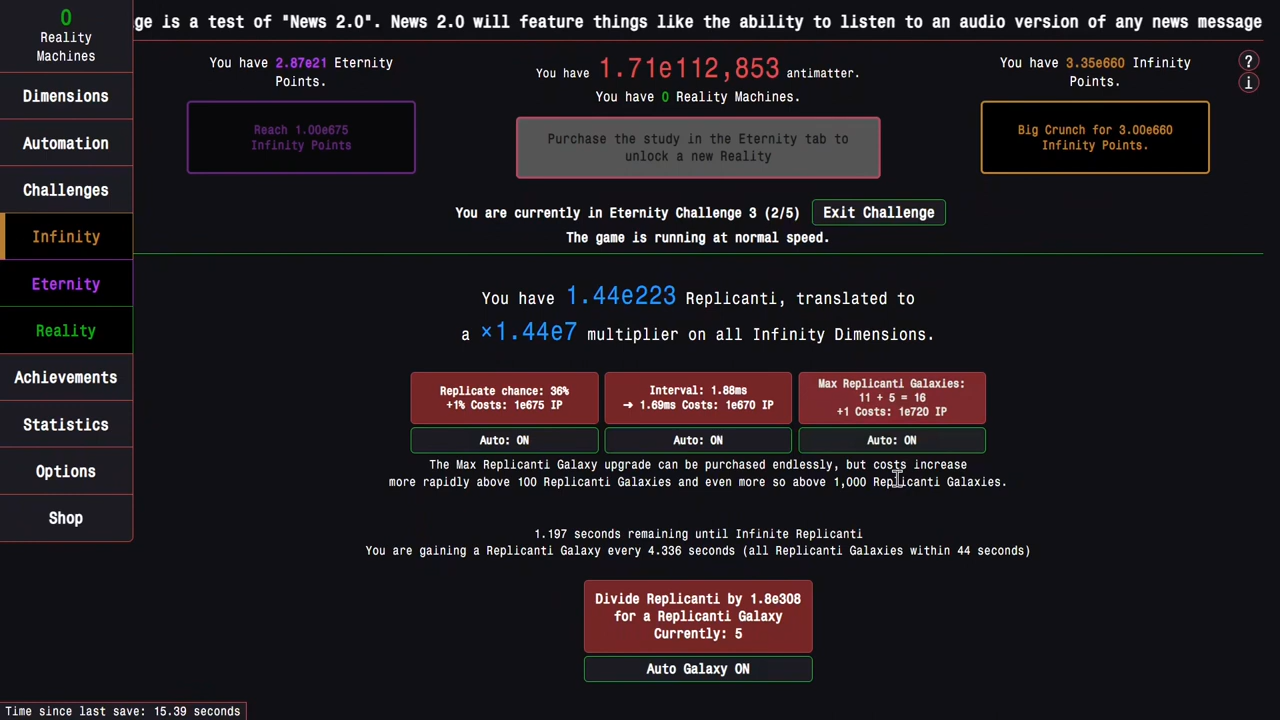 ge is a test of "News 2.0". News 2.0 will feature things like the ability to listen to an audio version of any news message
0
Reality
Machines
Dimensions
Automation
Challenges
Infinity
Eternity
Reality
Achievements
Statistics
Options
Shop
You have 2.87e21 Eternity
Points.
Reach 1.00e675
Infinity Points
You have 1.71e112,853 antimatter.
You have 0 Reality Machines.
Purchase the study in the Eternity tab to
unlock a new Reality
You have 3.35e660 Infinity
Points.
Big Crunch for 3.00e660
Infinity Points.
?
i
You are currently in Eternity Challenge 3 (2/5)
Exit Challenge
The game is running at normal speed.
You have 1.44e223 Replicanti, translated to
a ×1.44e7 multiplier on all Infinity Dimensions.
Replicate chance: 36%
+1% Costs: 1e675 IP
Auto: ON
Interval: 1.88ms
➜ 1.69ms Costs: 1e670 IP
Auto: ON
Max Replicanti Galaxies:
11 + 5 = 16
+1 Costs: 1e720 IP
Auto: ON
The Max Replicanti Galaxy upgrade can be purchased endlessly, but costs increase
more rapidly above 100 Replicanti Galaxies and even more so above 1,000 Replicanti Galaxies.
1.197 seconds remaining until Infinite Replicanti
You are gaining a Replicanti Galaxy every 4.336 seconds (all Replicanti Galaxies within 44 seconds)
Divide Replicanti by 1.8e308
for a Replicanti Galaxy
Currently: 5
Auto Galaxy ON
Time since last save: 15.39 seconds